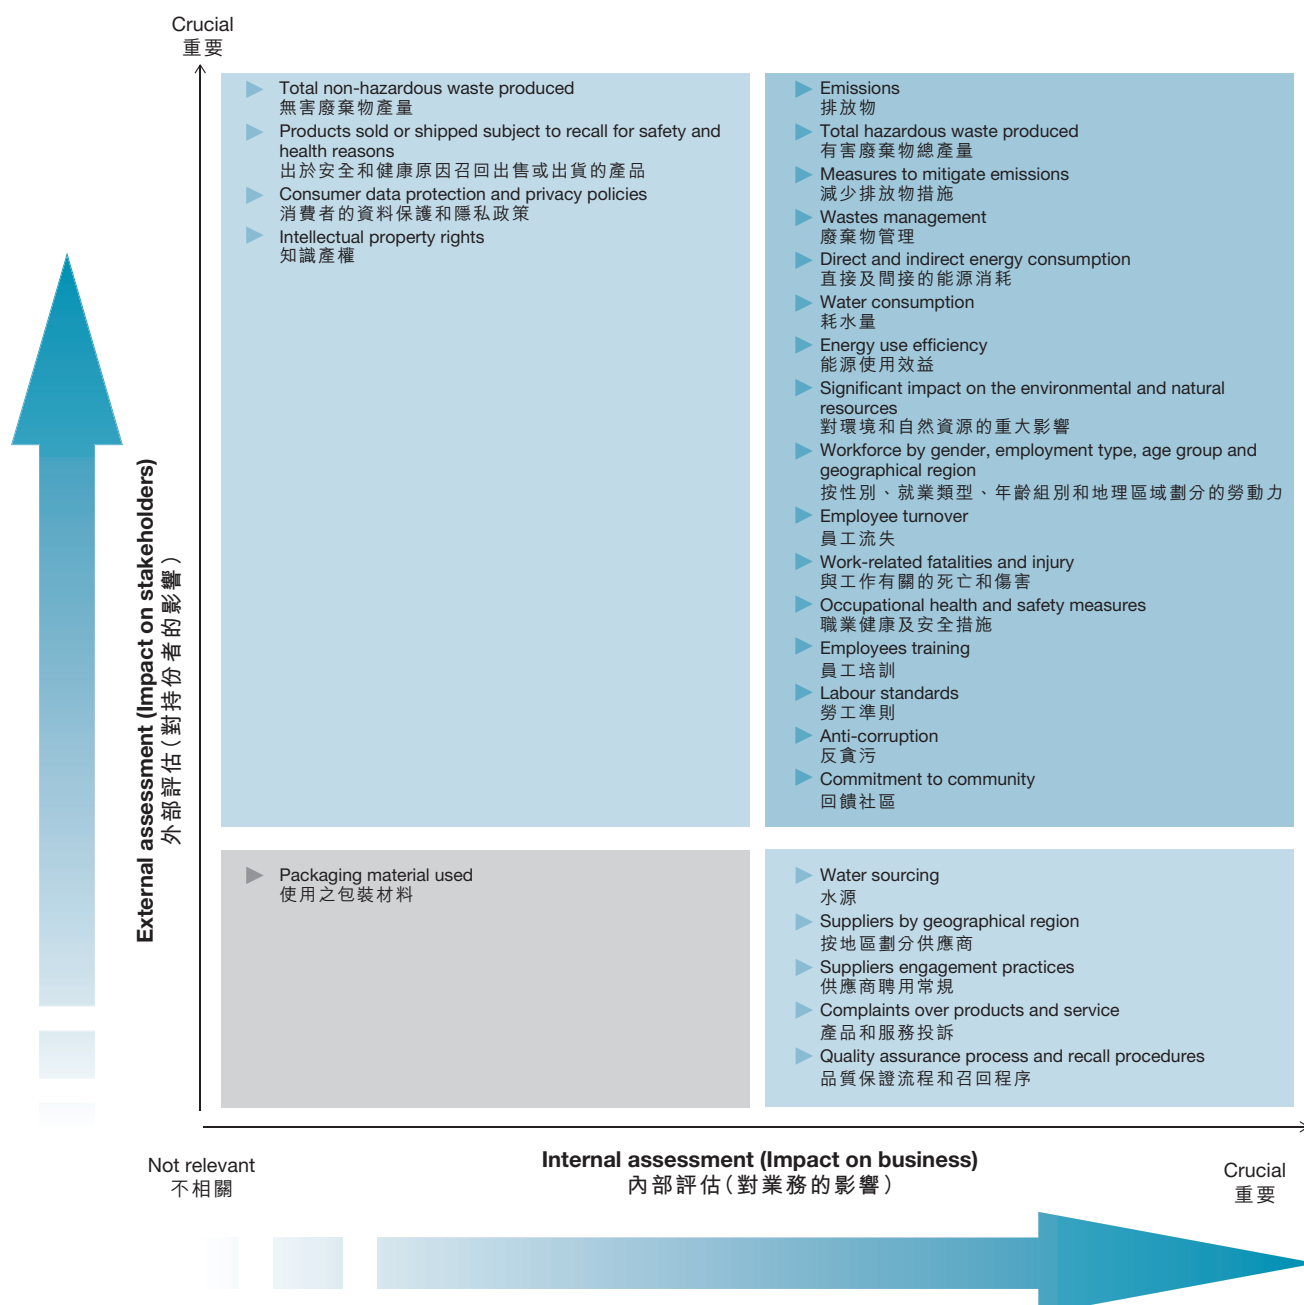 Crucial
重要
Total non-hazardous waste produced
無害廢棄物產量
Products sold or shipped subject to recall for safety and
health reasons
出於安全和健康原因召回出售或出貨的產品
Consumer data protection and privacy policies
消費者的資料保護和隱私政策
Intellectual property rights
知識產權
Emissions
排放物
Total hazardous waste produced
有害廢棄物總產量
Measures to mitigate emissions
減少排放物措施
Wastes management
廢棄物管理
Direct and indirect energy consumption
直接及間接的能源消耗
Water consumption
耗水量
Energy use efficiency
能源使用效益
Significant impact on the environmental and natural
resources
對環境和自然資源的重大影響
Workforce by gender, employment type, age group and
geographical region
按性別、就業類型、年齡組別和地理區域劃分的勞動力
Employee turnover
員工流失
Work-related fatalities and injury
與工作有關的死亡和傷害
Occupational health and safety measures
職業健康及安全措施
Employees training
員工培訓
Labour standards
勞工準則
Anti-corruption
反貪污
Commitment to community
回饋社區
External assessment (Impact on stakeholders)
外部評估(對持份者的影響)
Packaging material used
使用之包裝材料
Water sourcing
水源
Suppliers by geographical region
按地區劃分供應商
Suppliers engagement practices
供應商聘用常規
Complaints over products and service
產品和服務投訴
Quality assurance process and recall procedures
品質保證流程和召回程序
Not relevant
不相關
Internal assessment (Impact on business)
內部評估(對業務的影響)
Crucial
重要